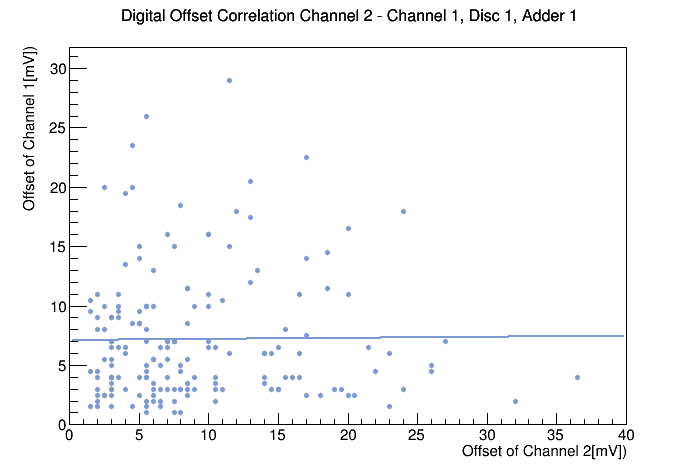 Digital Offset Correlation Channel 2 - Channel 1, Disc 1, Adder 1
Offset of Channel 1[mV])
30
25
20
15
10
5
0
0 5 10 15 20 25 30 35 40
Offset of Channel 2[mV])